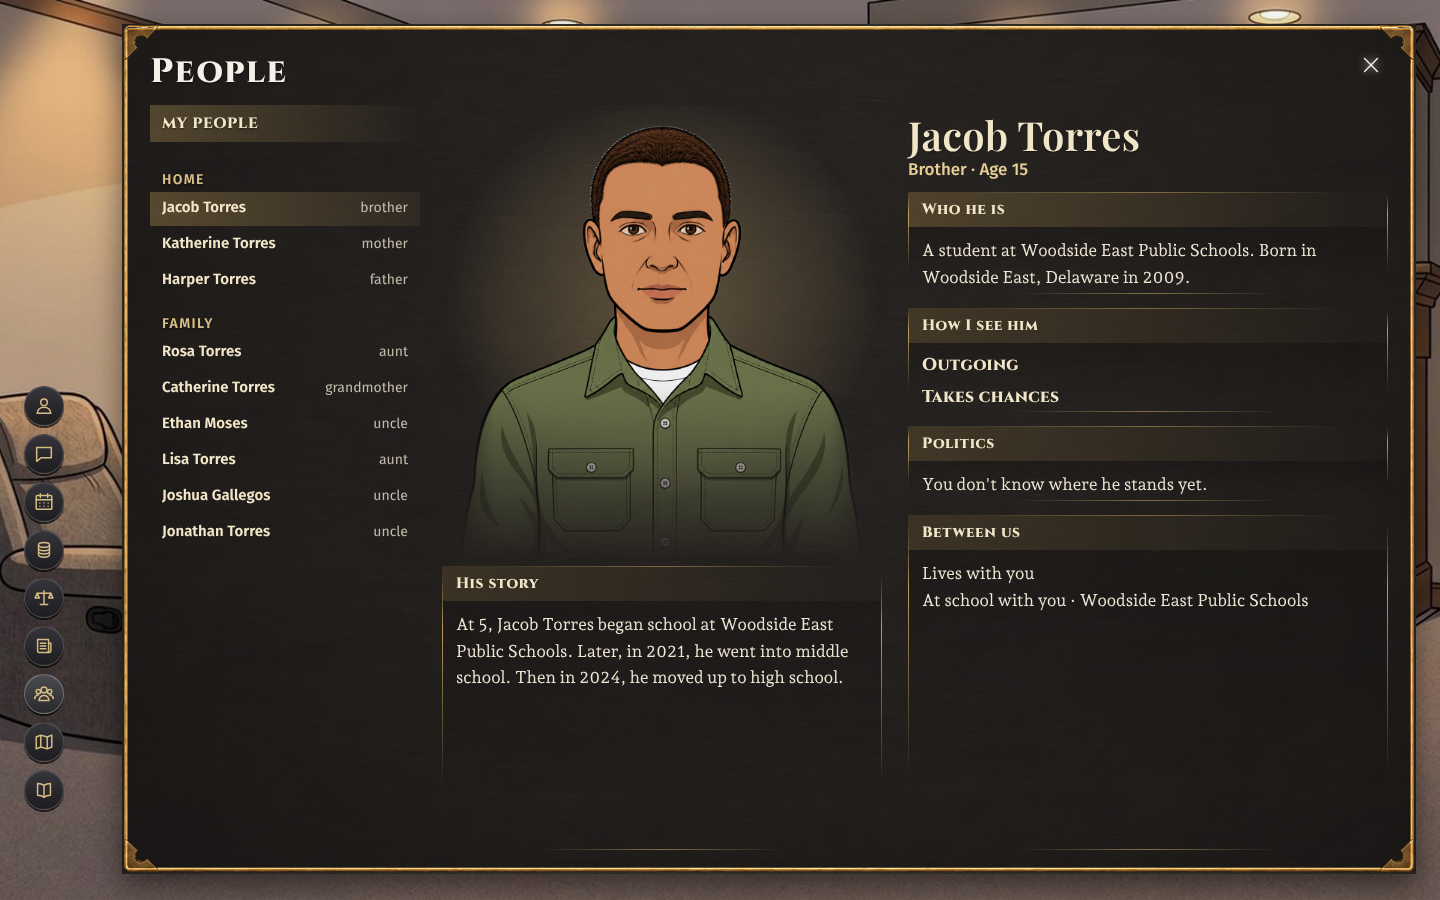 People
MY PEOPLE
HOME
Jacob Torres brother
Katherine Torres mother
Harper Torres father
FAMILY
Rosa Torres aunt
Catherine Torres grandmother
Ethan Moses uncle
Lisa Torres aunt
Joshua Gallegos uncle
Jonathan Torres uncle
His story
At 5, Jacob Torres began school at Woodside East
Public Schools. Later, in 2021, he went into middle
school. Then in 2024, he moved up to high school.
Jacob Torres
Brother · Age 15
Who he is
A student at Woodside East Public Schools. Born in
Woodside East, Delaware in 2009.
How I see him
Outgoing
Takes chances
Politics
You don't know where he stands yet.
Between us
Lives with you
At school with you · Woodside East Public Schools